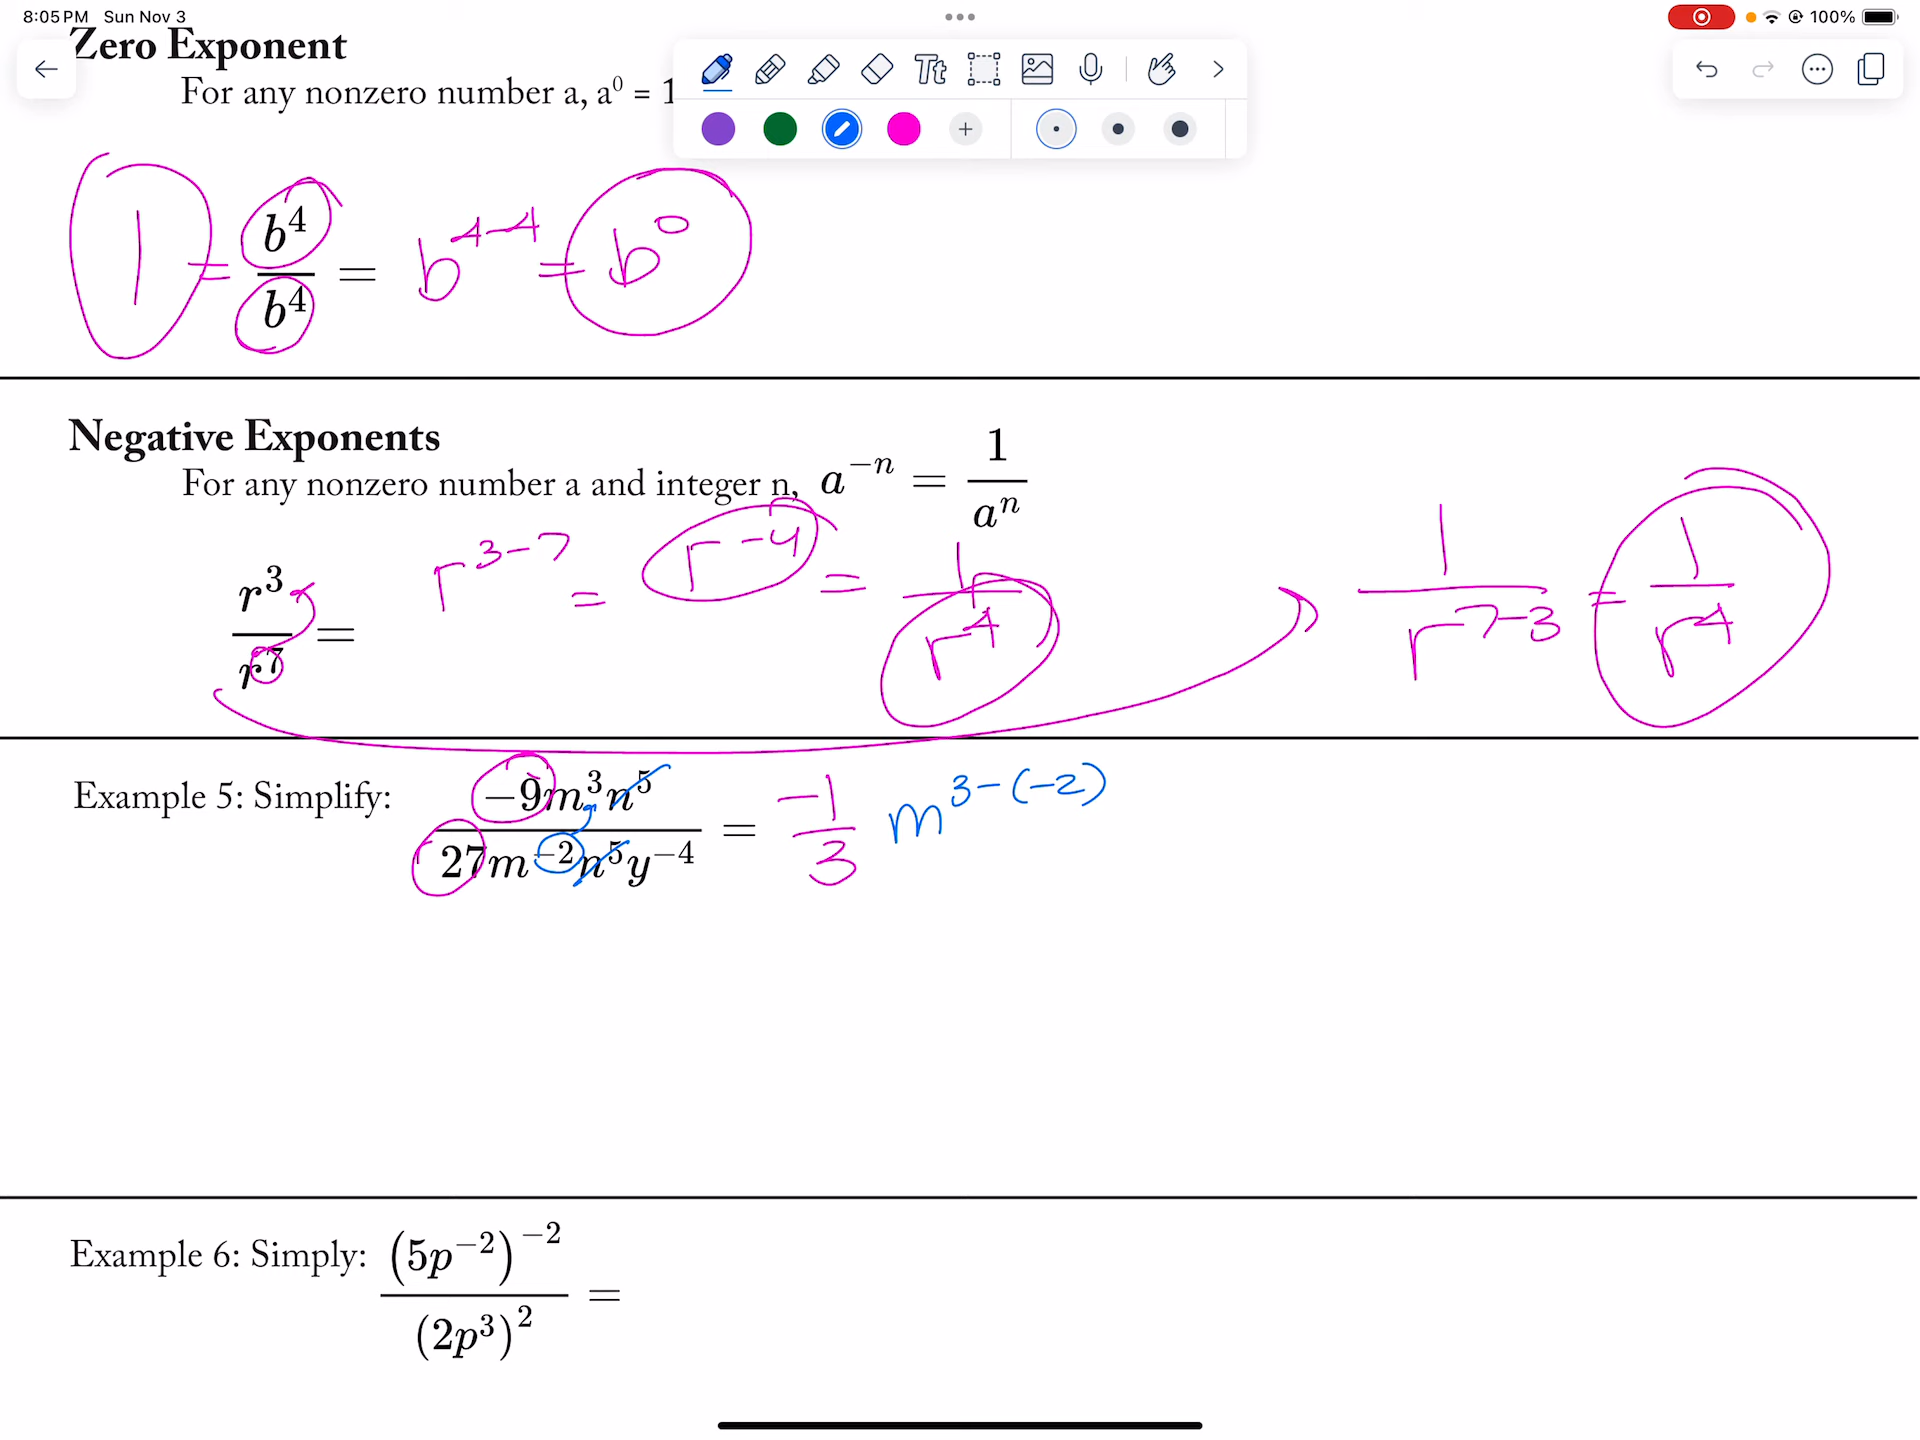 8:05 PM Sun Nov 3
100%
Zero Exponent
For any nonzero number a, a⁰ = 1
Tt
1 = b⁴/b⁴ = b⁴⁻⁴ = b⁰
Negative Exponents
For any nonzero number a and integer n, a⁻ⁿ = 1/aⁿ
r³/r⁷ = r³⁻⁷ = r⁻⁴ = 1/r⁴ 1/r⁷⁻³ = 1/r⁴
Example 5: Simplify: -9m³n⁵/27m⁻²n⁵y⁻⁴ = -1/3 m³⁻⁽⁻²⁾
Example 6: Simply: (5p⁻²)⁻²/(2p³)² =